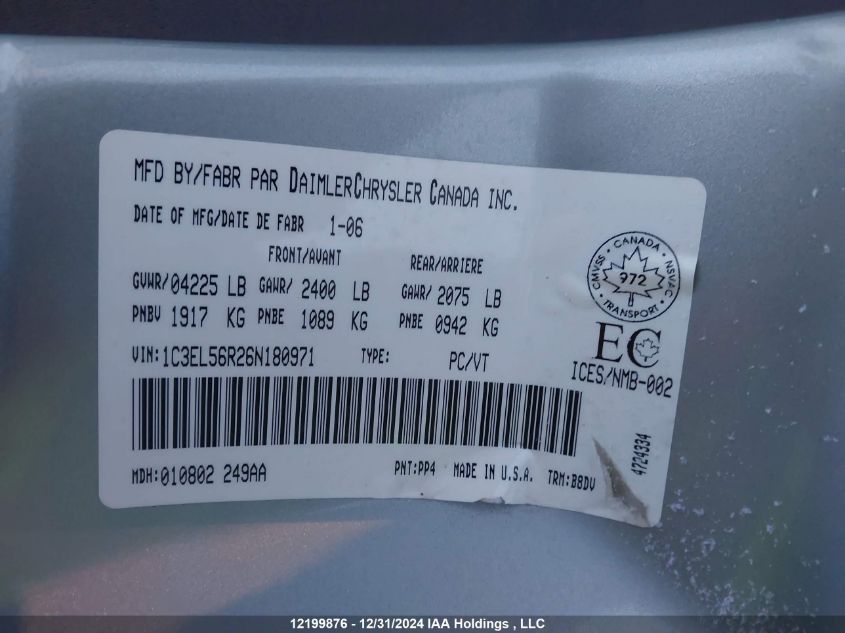 MFD BY/FABR PAR DAIMLERCHRYSLER CANADA INC.
DATE OF MFG/DATE DE FABR 1-06
FRONT/AVANT REAR/ARRIERE
GVWR/04225 LB GAWR/ 2400 LB GAWR/ 2075 LB
PNBV 1917 KG PNBE 1089 KG PNBE 0942 KG
VIN:1C3EL56R26N180971 TYPE: PC/VT
CANADA
CMVSS NSVAC
972
TRANSPORT
EC
ICES/NMB-002
4724334
MDH:010802 249AA PNT:PP4 MADE IN U.S.A. TRM:B8DV
12199876 - 12/31/2024 IAA Holdings , LLC